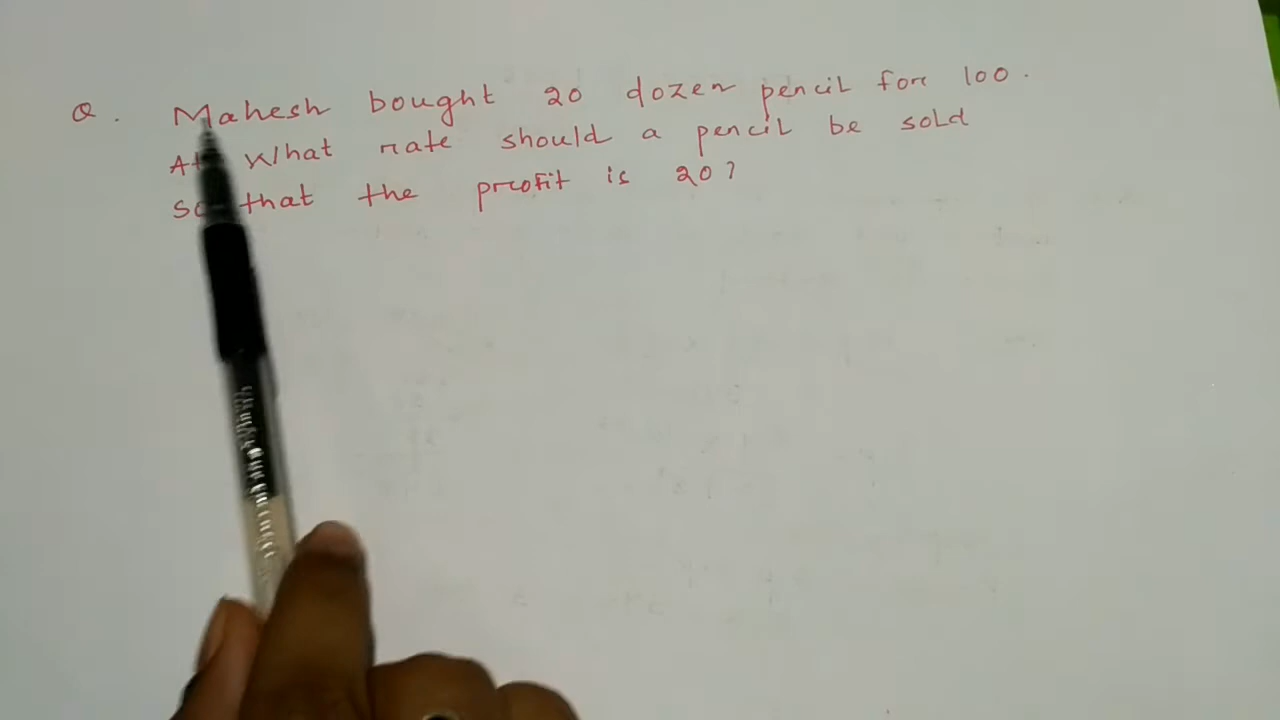 Q. Mahesh bought 20 dozen pencil for 100.
At What rate should a pencil be sold
so that the profit is 20?